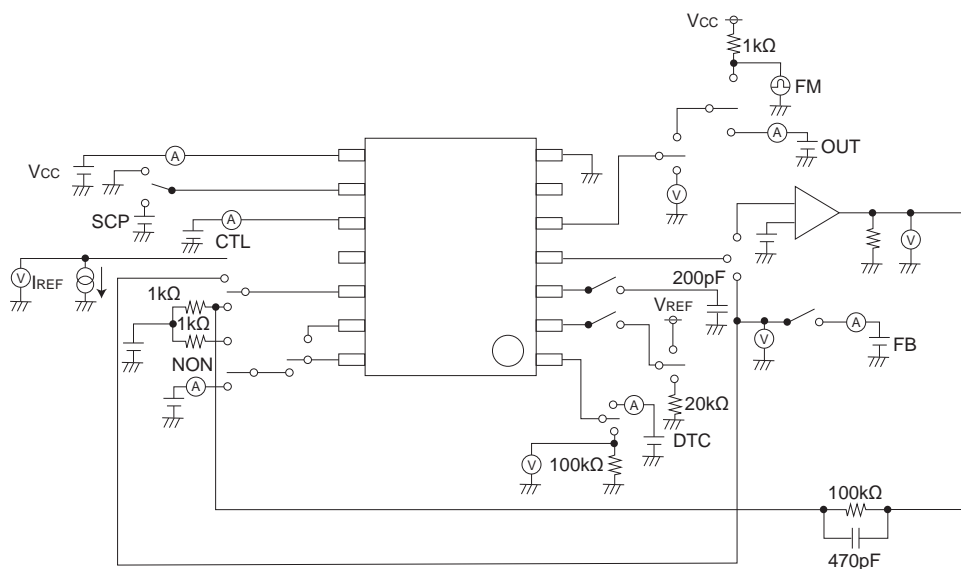 VCC
1kΩ
FM
A
OUT
VCC
A
V
SCP
A
CTL
V
IREF
200pF
V
1kΩ
VREF
1kΩ
V
A
FB
NON
A
20kΩ
A
DTC
V
100kΩ
100kΩ
470pF